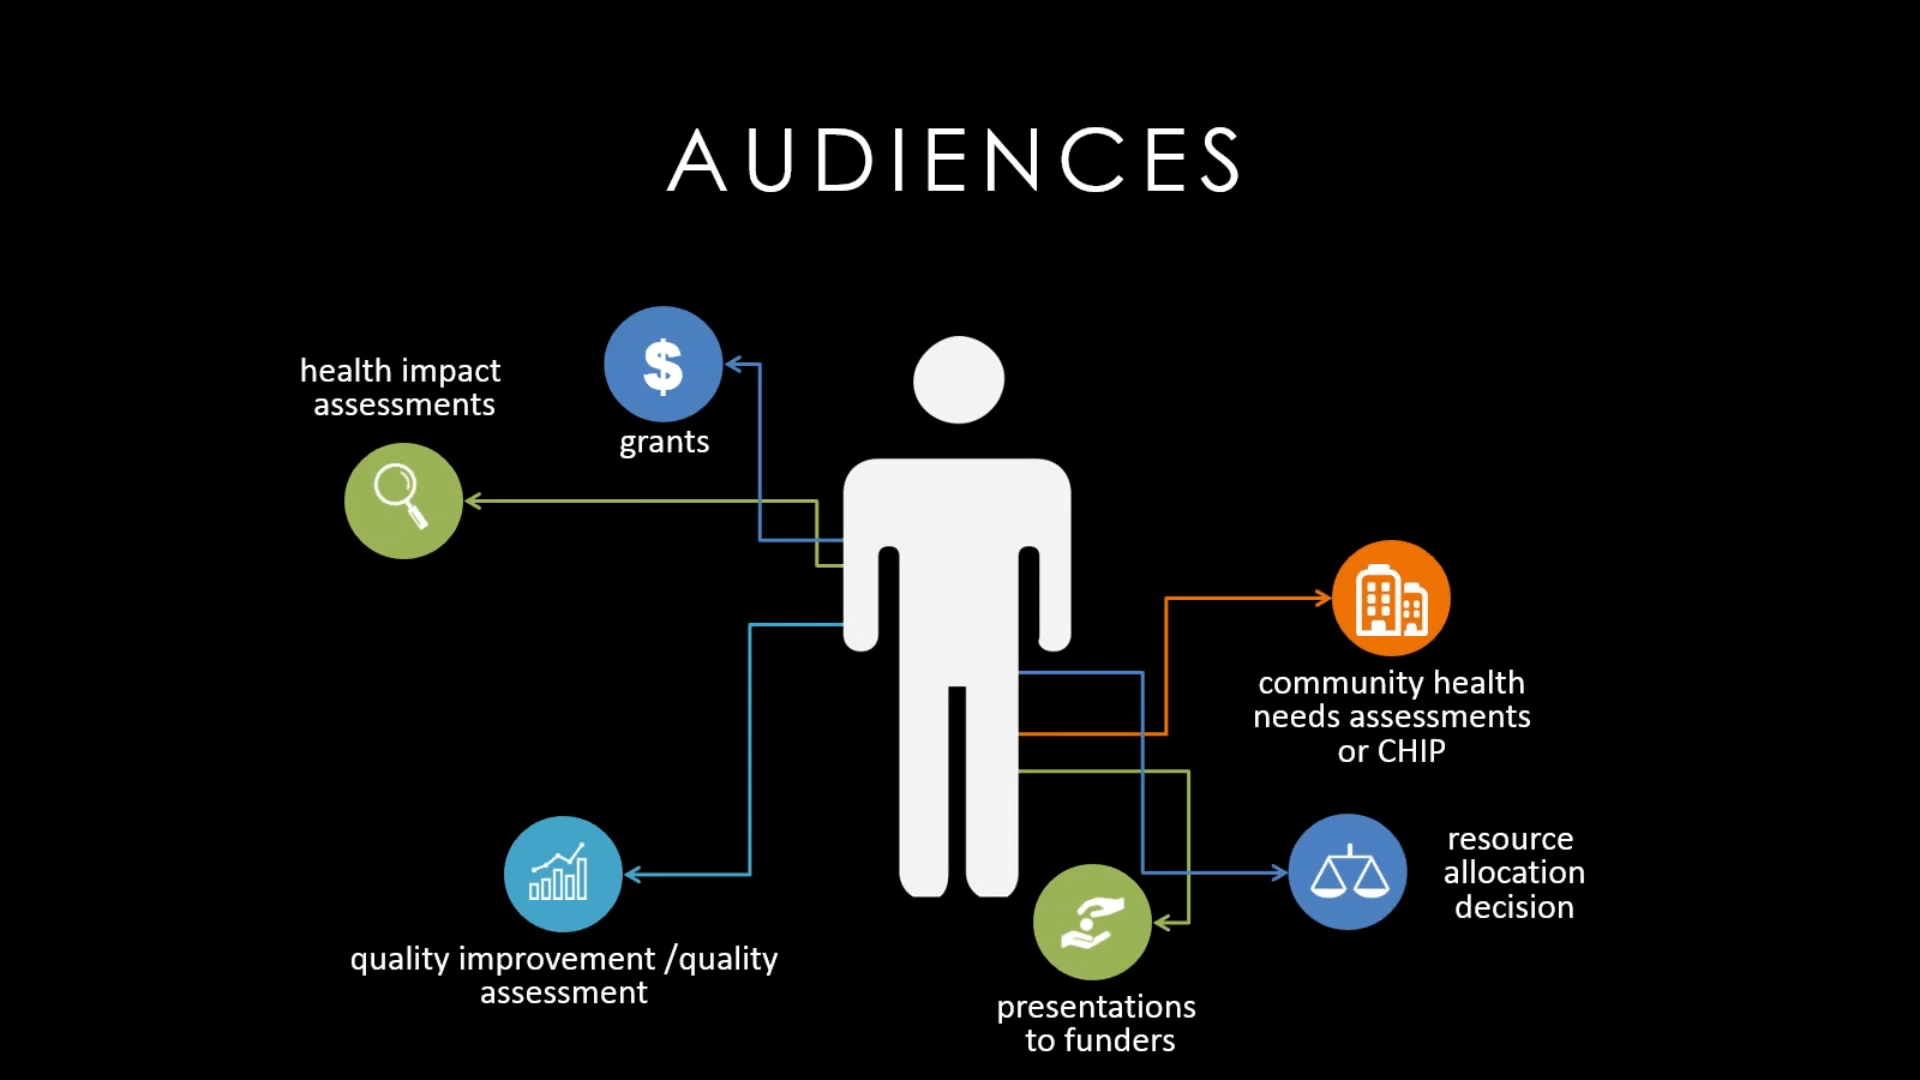 AUDIENCES
health impact
assessments
$
grants
community health
needs assessments
or CHIP
resource
allocation
decision
quality improvement /quality
assessment
presentations
to funders